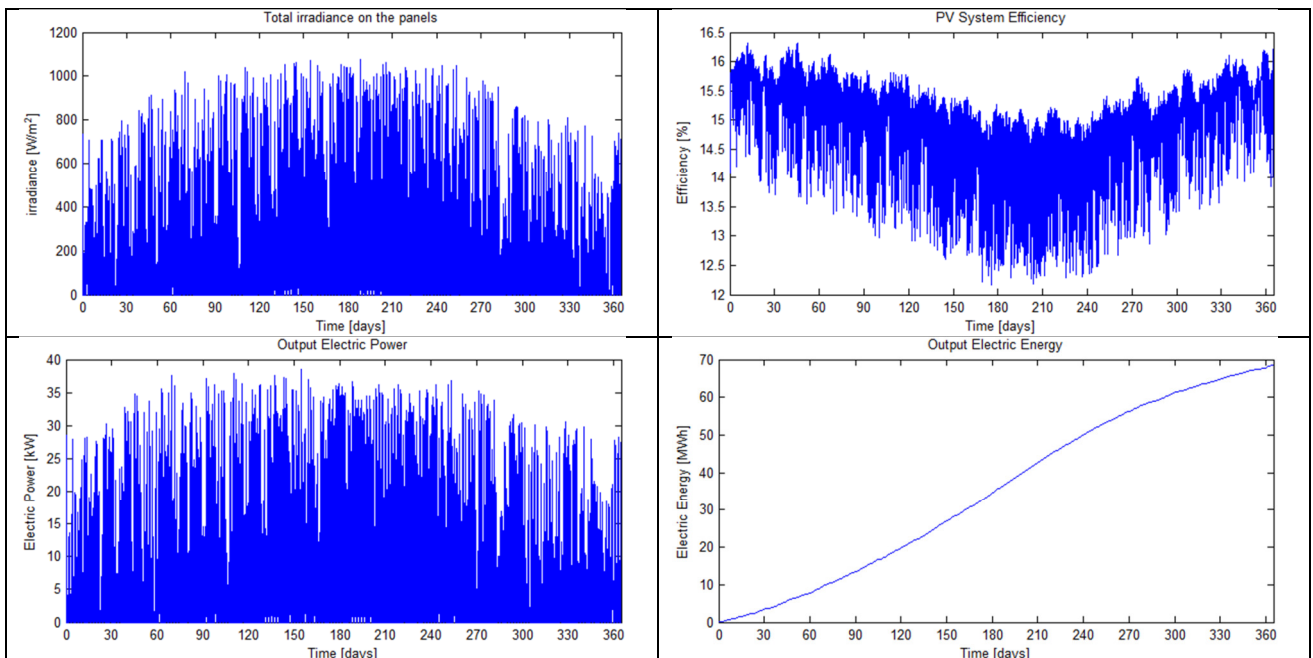 Total irradiance on the panels
1200
1000
800
600
400
200
0
irradiance [W/m²]
0 30 60 90 120 150 180 210 240 270 300 330 360
Time [days]
PV System Efficiency
16.5
16
15.5
15
14.5
14
13.5
13
12.5
12
Efficiency [%]
0 30 60 90 120 150 180 210 240 270 300 330 360
Time [days]
Output Electric Power
40
35
30
25
20
15
10
5
0
Electric Power [kW]
0 30 60 90 120 150 180 210 240 270 300 330 360
Time [days]
Output Electric Energy
70
60
50
40
30
20
10
0
Electric Energy [MWh]
0 30 60 90 120 150 180 210 240 270 300 330 360
Time [days]